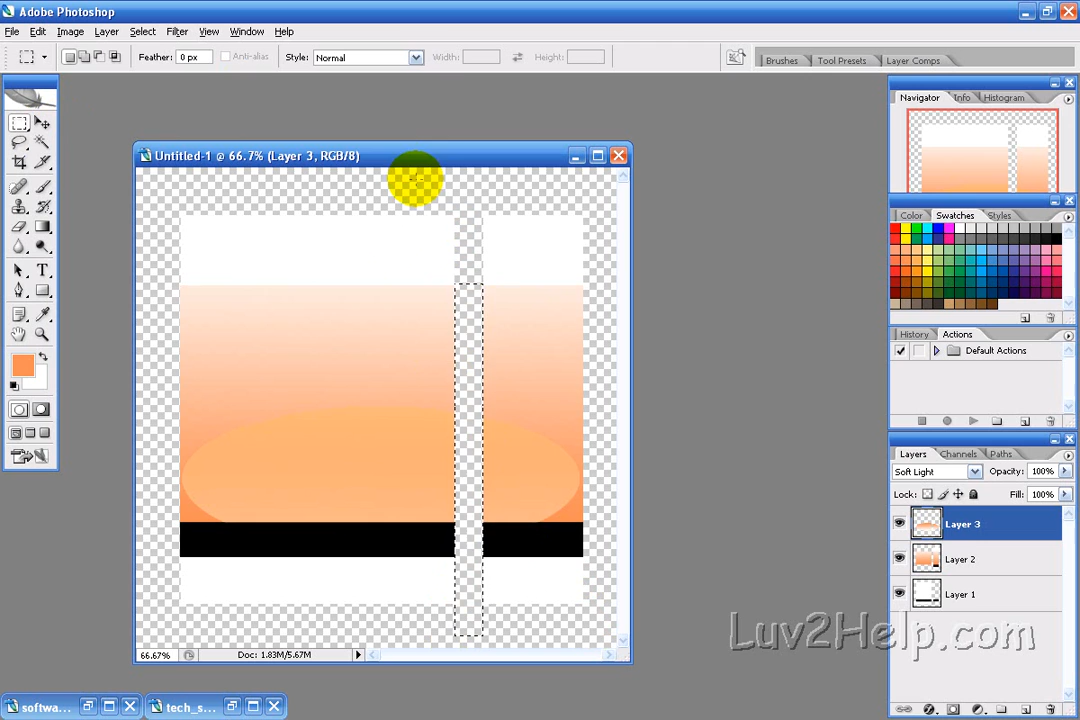 Adobe Photoshop
File Edit Image Layer Select Filter View Window Help
Feather: 0 px Anti-alias Style: Normal Width: Height: Brushes Tool Presets Layer Comps
Navigator Info Histogram
Untitled-1 @ 66.7% (Layer 3, RGB/8)
Color Swatches Styles
History Actions
Default Actions
Layers Channels Paths
Soft Light Opacity: 100%
Lock: Fill: 100%
Layer 3
Layer 2
Layer 1
Luv2Help.com
66.67% Doc: 1.83M/5.67M
softwa... tech_s...